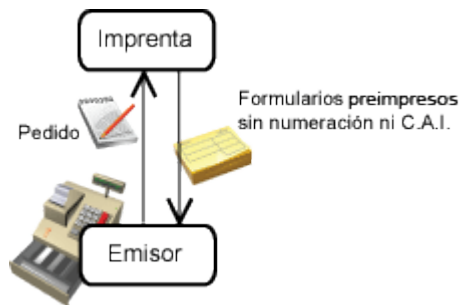 Imprenta
Formularios preimpresos
sin numeración ni C.A.I.
Pedido
Emisor